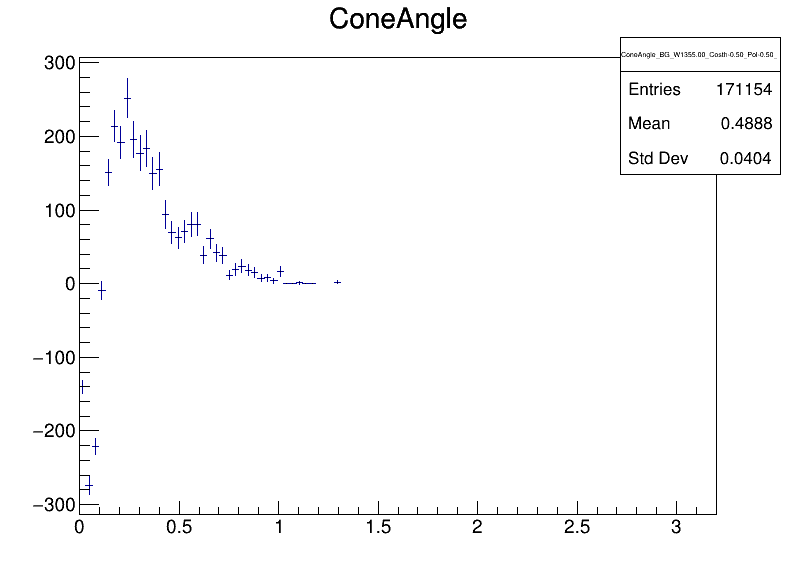 ConeAngle
ConeAngle_BG_W1355.00_Costh-0.50_Pol-0.50_
Entries 171154
Mean 0.4888
Std Dev 0.0404
300
200
100
0
−100
−200
−300
0 0.5 1 1.5 2 2.5 3